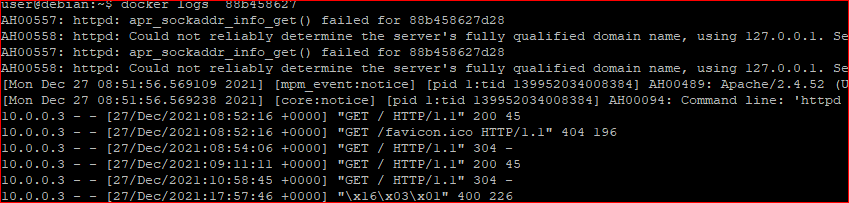 user@debian:~$ docker logs  88b458627
AH00557: httpd: apr_sockaddr_info_get() failed for 88b458627d28
AH00558: httpd: Could not reliably determine the server's fully qualified domain name, using 127.0.0.1. Se
AH00557: httpd: apr_sockaddr_info_get() failed for 88b458627d28
AH00558: httpd: Could not reliably determine the server's fully qualified domain name, using 127.0.0.1. Se
[Mon Dec 27 08:51:56.569109 2021] [mpm_event:notice] [pid 1:tid 139952034008384] AH00489: Apache/2.4.52 (U
[Mon Dec 27 08:51:56.569238 2021] [core:notice] [pid 1:tid 139952034008384] AH00094: Command line: 'httpd
10.0.0.3 - - [27/Dec/2021:08:52:16 +0000] "GET / HTTP/1.1" 200 45
10.0.0.3 - - [27/Dec/2021:08:52:16 +0000] "GET /favicon.ico HTTP/1.1" 404 196
10.0.0.3 - - [27/Dec/2021:08:54:06 +0000] "GET / HTTP/1.1" 304 -
10.0.0.3 - - [27/Dec/2021:09:11:11 +0000] "GET / HTTP/1.1" 200 45
10.0.0.3 - - [27/Dec/2021:10:58:45 +0000] "GET / HTTP/1.1" 304 -
10.0.0.3 - - [27/Dec/2021:17:57:46 +0000] "\x16\x03\x01" 400 226